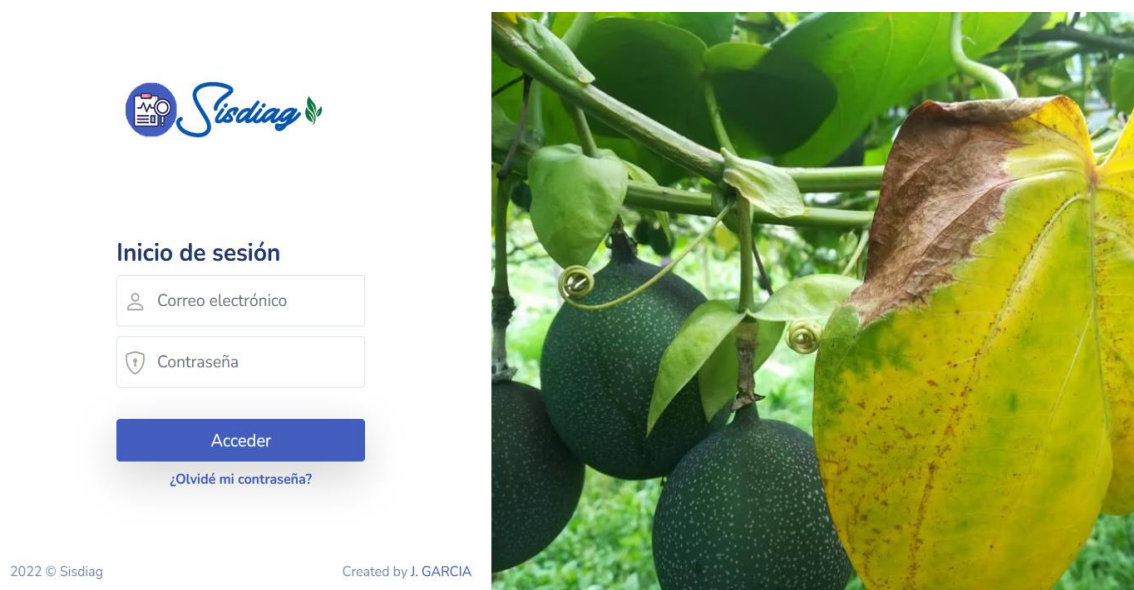 Sisdiag
Inicio de sesión
Correo electrónico
Contraseña
Acceder
¿Olvidé mi contraseña?
2022 © Sisdiag
Created by J. GARCIA